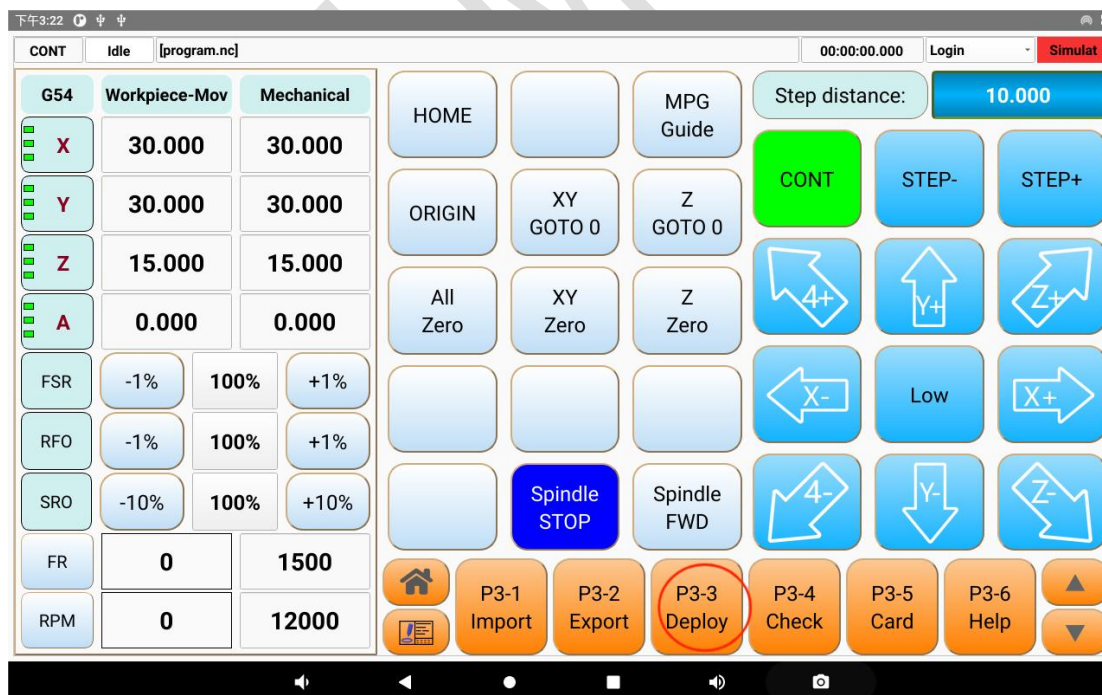 下午3:22
CONT Idle [program.nc] 00:00:00.000 Login Simulat
G54 Workpiece-Mov Mechanical
X 30.000 30.000
Y 30.000 30.000
Z 15.000 15.000
A 0.000 0.000
FSR -1% 100% +1%
RFO -1% 100% +1%
SRO -10% 100% +10%
FR 0 1500
RPM 0 12000
HOME
MPG
Guide
ORIGIN
XY
GOTO 0
Z
GOTO 0
All
Zero
XY
Zero
Z
Zero
Spindle
STOP
Spindle
FWD
Step distance: 10.000
CONT STEP- STEP+
4+ Y+ Z+
X- Low X+
4- Y- Z-
P3-1
Import
P3-2
Export
P3-3
Deploy
P3-4
Check
P3-5
Card
P3-6
Help